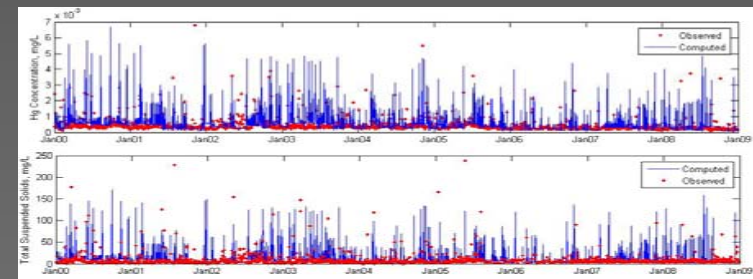 7 × 10⁻⁵
6
5
4
3
2
1
0
Hg Concentration, mg/L
Observed
Computed
Jan00 Jan01 Jan02 Jan03 Jan04 Jan05 Jan06 Jan07 Jan08 Jan09
250
200
150
100
50
0
Total Suspended Solids, mg/L
Computed
Observed
Jan00 Jan01 Jan02 Jan03 Jan04 Jan05 Jan06 Jan07 Jan08 Jan09